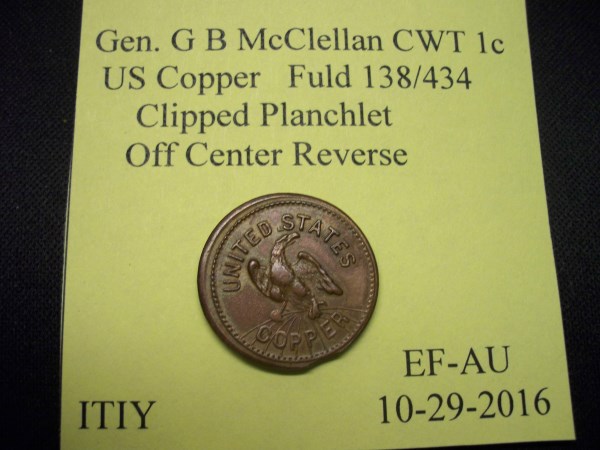 Gen. G B McClellan CWT 1c
US Copper Fuld 138/434
Clipped Planchlet
Off Center Reverse
UNITED STATES
COPPER
EF-AU
ITIY 10-29-2016